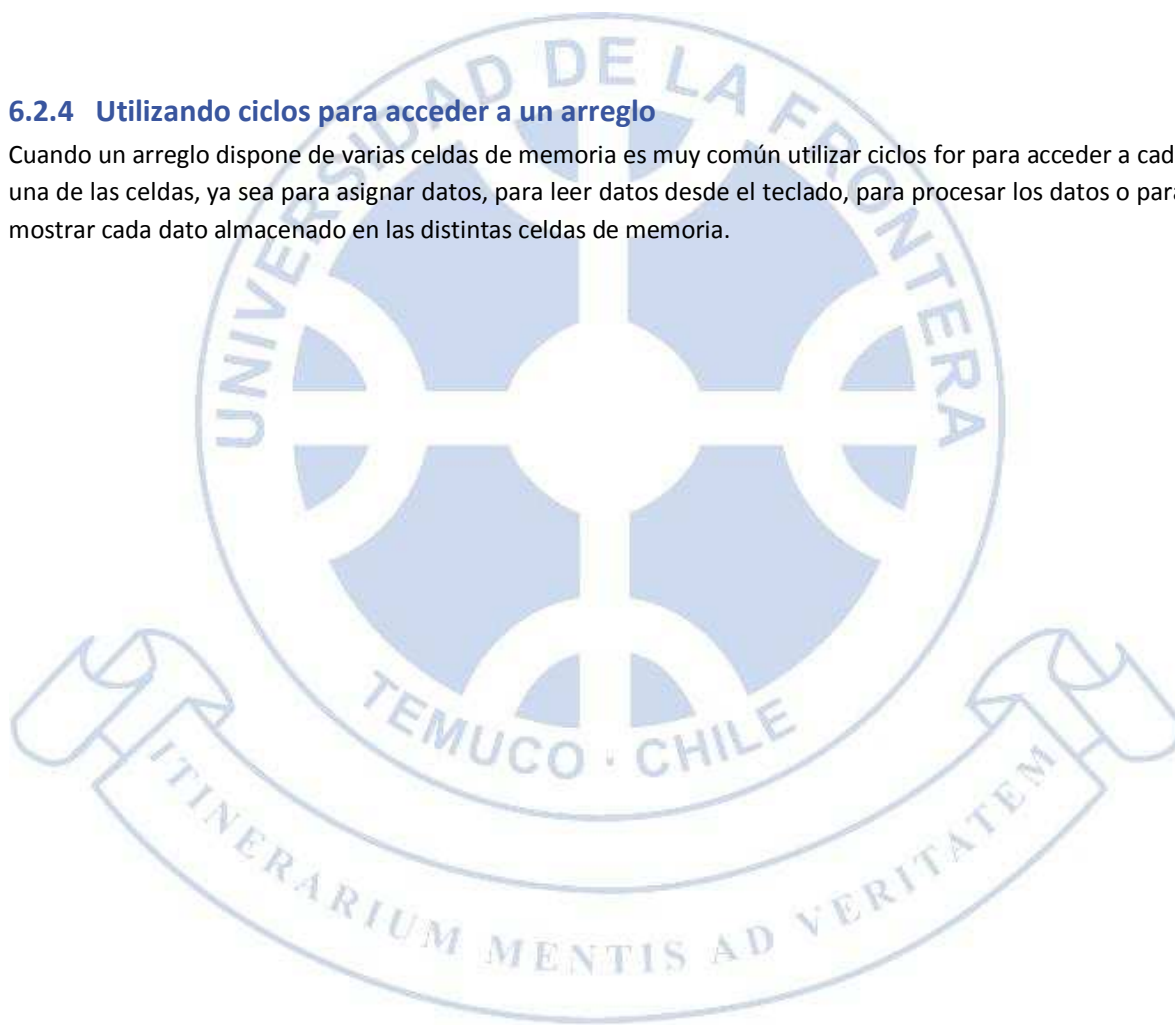 6.2.4 Utilizando ciclos para acceder a un arreglo
Cuando un arreglo dispone de varias celdas de memoria es muy común utilizar ciclos for para acceder a cad
una de las celdas, ya sea para asignar datos, para leer datos desde el teclado, para procesar los datos o para
mostrar cada dato almacenado en las distintas celdas de memoria.
UNIVERSIDAD DE LA FRONTERA
TEMUCO · CHILE
ITINERARIUM MENTIS AD VERITATEM